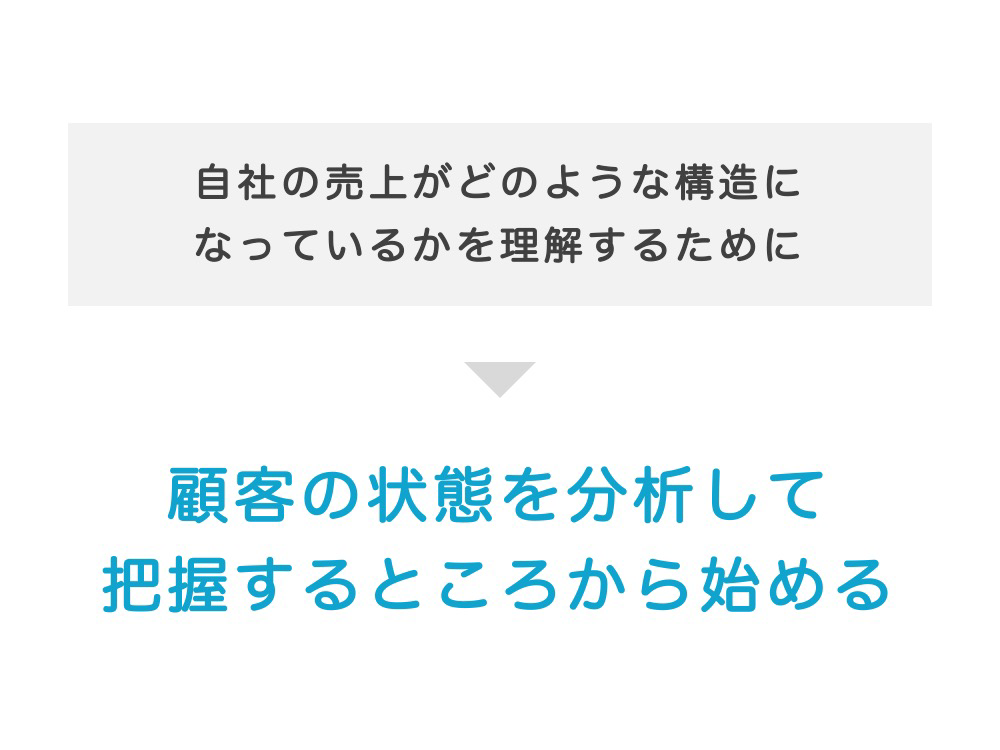 自社の売上がどのような構造に
なっているかを理解するために
顧客の状態を分析して
把握するところから始める